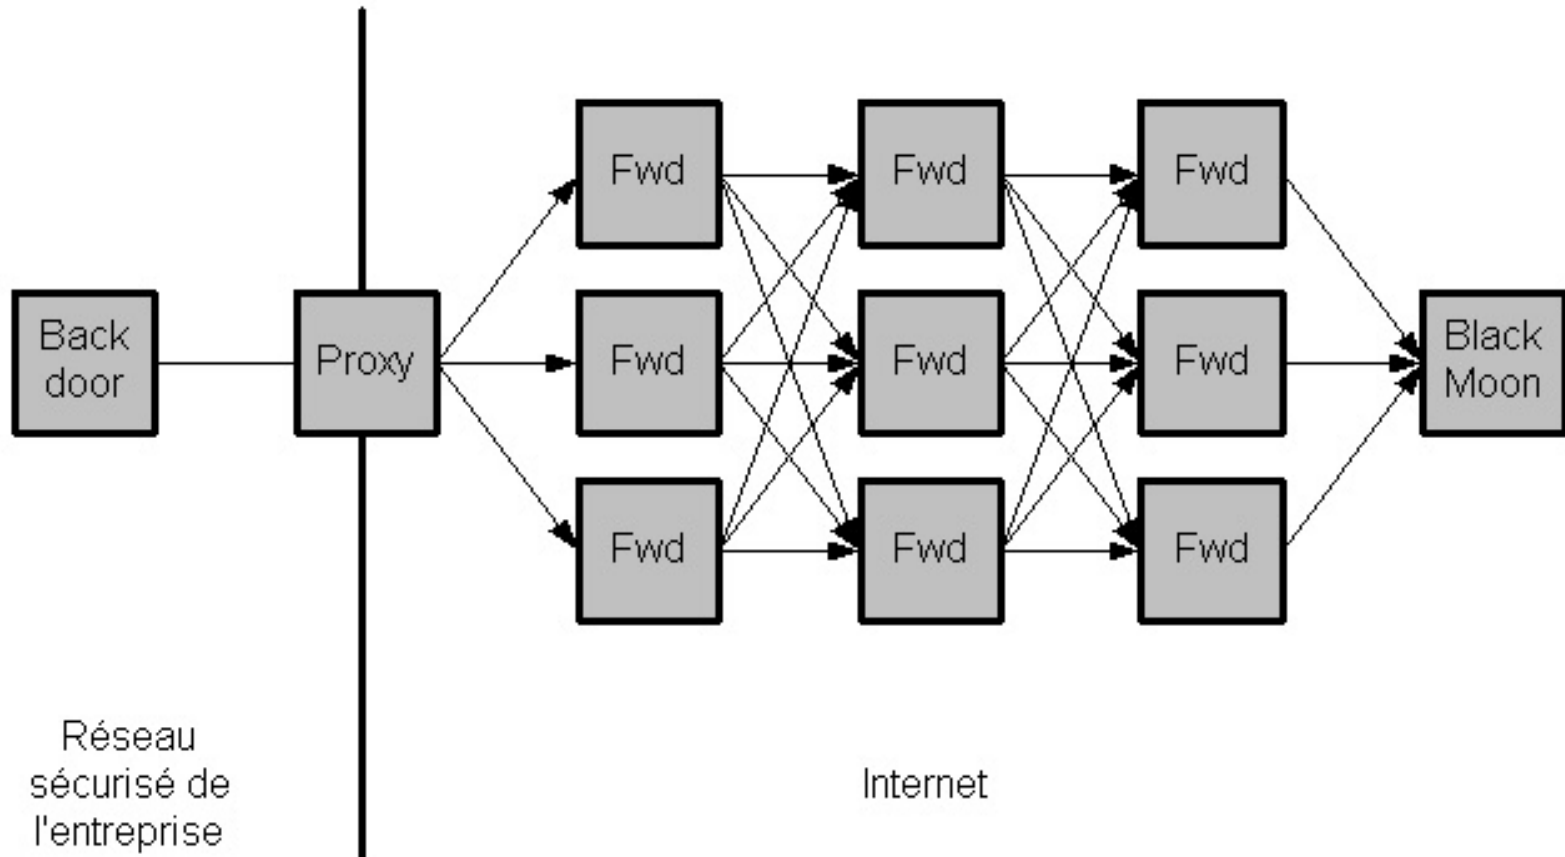 Back
door
Proxy
Fwd
Fwd
Fwd
Fwd
Fwd
Fwd
Fwd
Fwd
Fwd
Black
Moon
Réseau
sécurisé de
l'entreprise
Internet